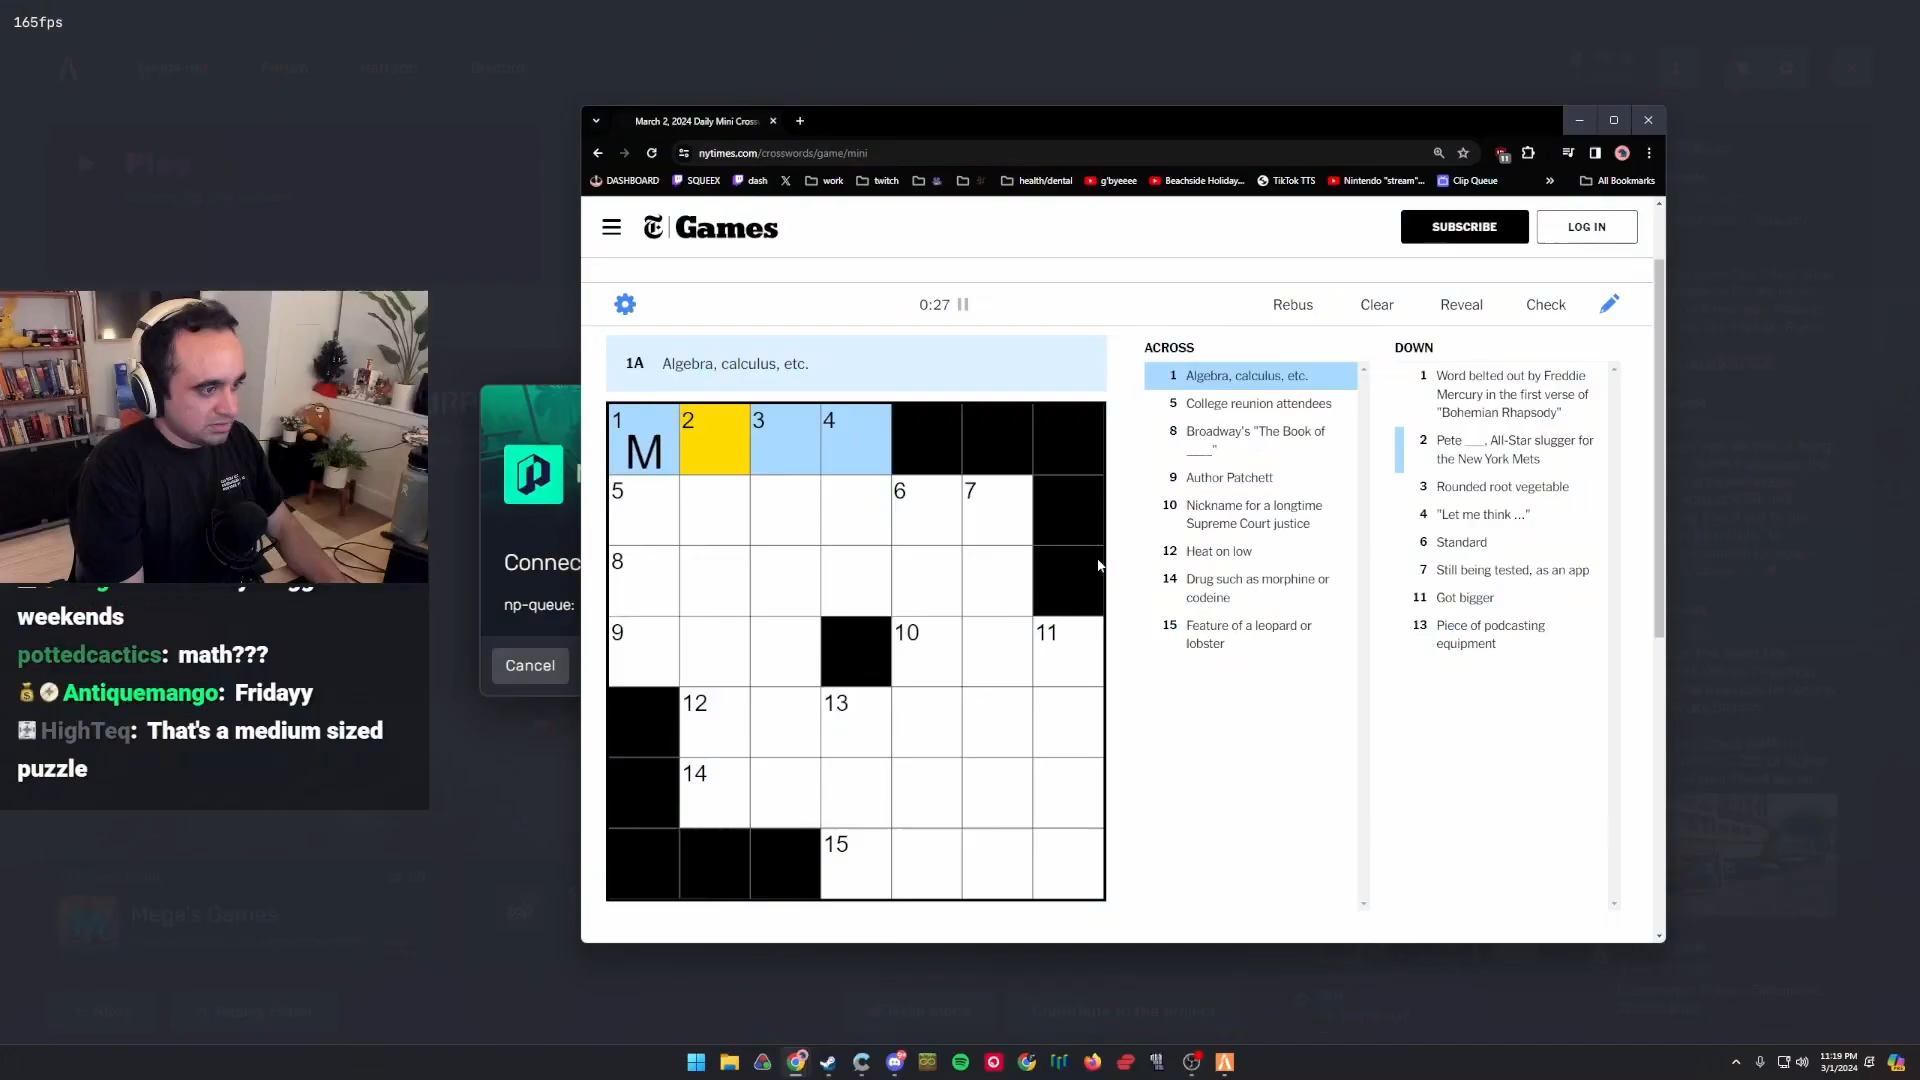 165fps
March 2, 2024 Daily Mini Cross
nytimes.com/crosswords/game/mini
11
DASHBOARD SQUEEX dash work twitch health/dental g'byeeee Beachside Holiday,... TikTok TTS Nintendo "stream"... Clip Queue » All Bookmarks
Games
SUBSCRIBE
LOG IN
0:27
Rebus Clear Reveal Check
1A Algebra, calculus, etc.
1 M 2 3 4
5 6 7
8
9 10 11
12 13
14
15
ACROSS
1 Algebra, calculus, etc.
5 College reunion attendees
8 Broadway's "The Book of
____"
9 Author Patchett
10 Nickname for a longtime
Supreme Court justice
12 Heat on low
14 Drug such as morphine or
codeine
15 Feature of a leopard or
lobster
DOWN
1 Word belted out by Freddie
Mercury in the first verse of
"Bohemian Rhapsody"
2 Pete ___, All-Star slugger for
the New York Mets
3 Rounded root vegetable
4 "Let me think ..."
6 Standard
7 Still being tested, as an app
11 Got bigger
13 Piece of podcasting
equipment
Play
Connec
np-queue:
Cancel
weekends
pottedcactics: math???
Antiquemango: Fridayy
HighTeq: That's a medium sized
puzzle
Mega's Games
11:19 PM
3/1/2024